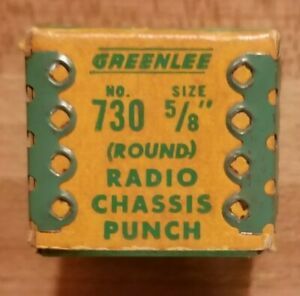 GREENLEE
NO. SIZE
730 5/8"
(ROUND)
RADIO
CHASSIS
PUNCH